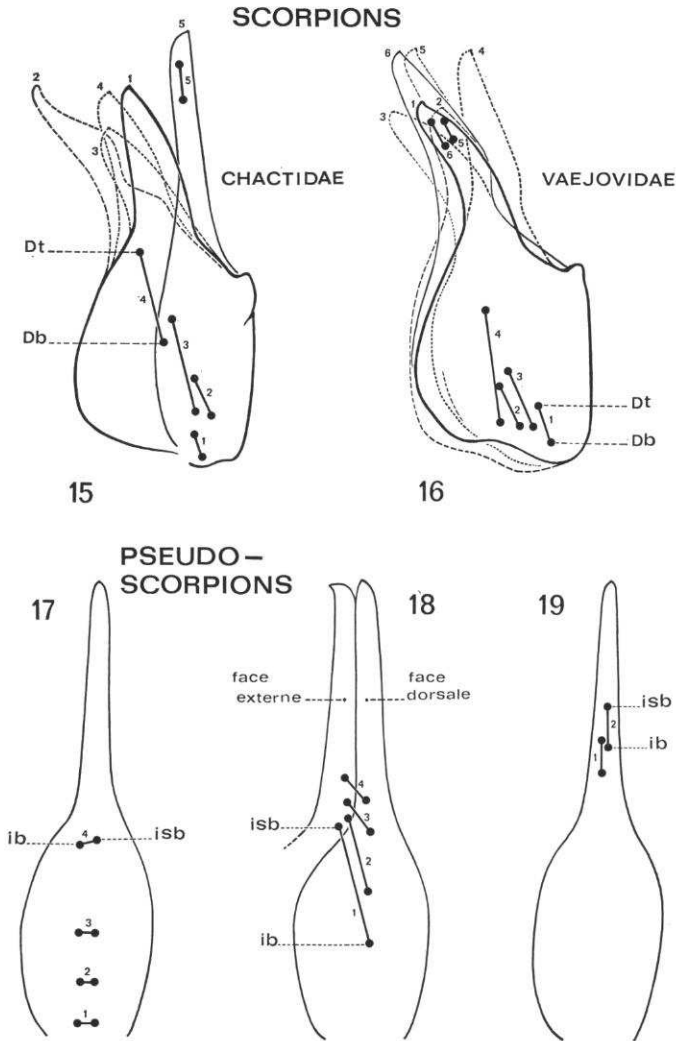 SCORPIONS
5
2
4
1
3
5
CHACTIDAE
Dt
4
Db
3
2
1
15
6
5
4
1
2
3
5
6
VAEJOVIDAE
4
3
2
1
Dt
Db
16
PSEUDO-
SCORPIONS
17
ib
4
isb
3
2
1
18
face
externe
face
dorsale
4
3
isb
2
1
ib
19
isb
2
ib
1